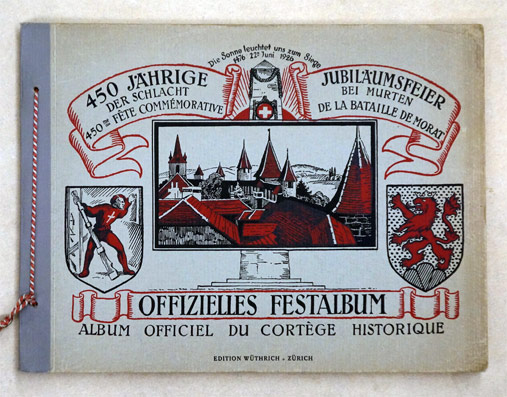 Die Sonne leuchtet uns zum Siege
1476 22te Juni 1926
450 JÄHRIGE JUBILÄUMSFEIER
DER SCHLACHT BEI MURTEN
450me FÊTE COMMÉMORATIVE DE LA BATAILLE DE MORAT
OFFIZIELLES FESTALBUM
ALBUM OFFICIEL DU CORTÈGE HISTORIQUE
EDITION WÜTHRICH - ZÜRICH